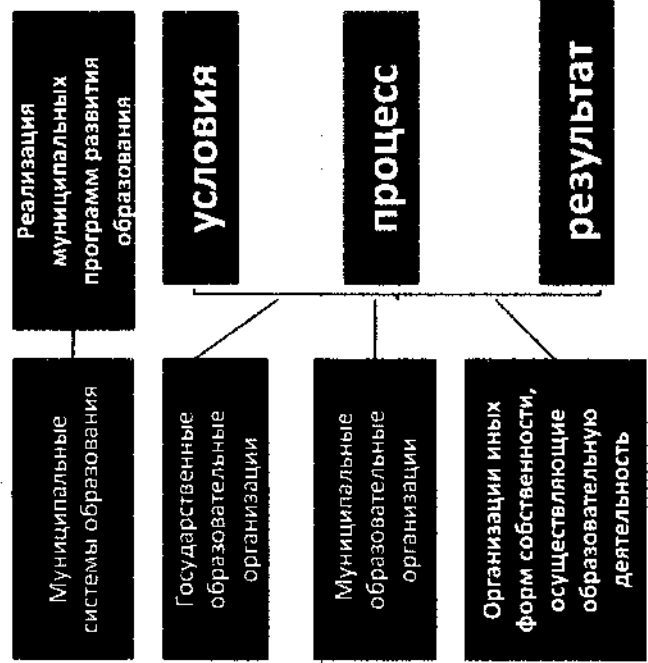 Муниципальные
системы образования
Реализация
муниципальных
программ развития
образования
Государственные
образовательные
организации
Муниципальные
образовательные
организации
Организации иных
форм собственности,
осуществляющие
образовательную
деятельность
условия
процесс
результат